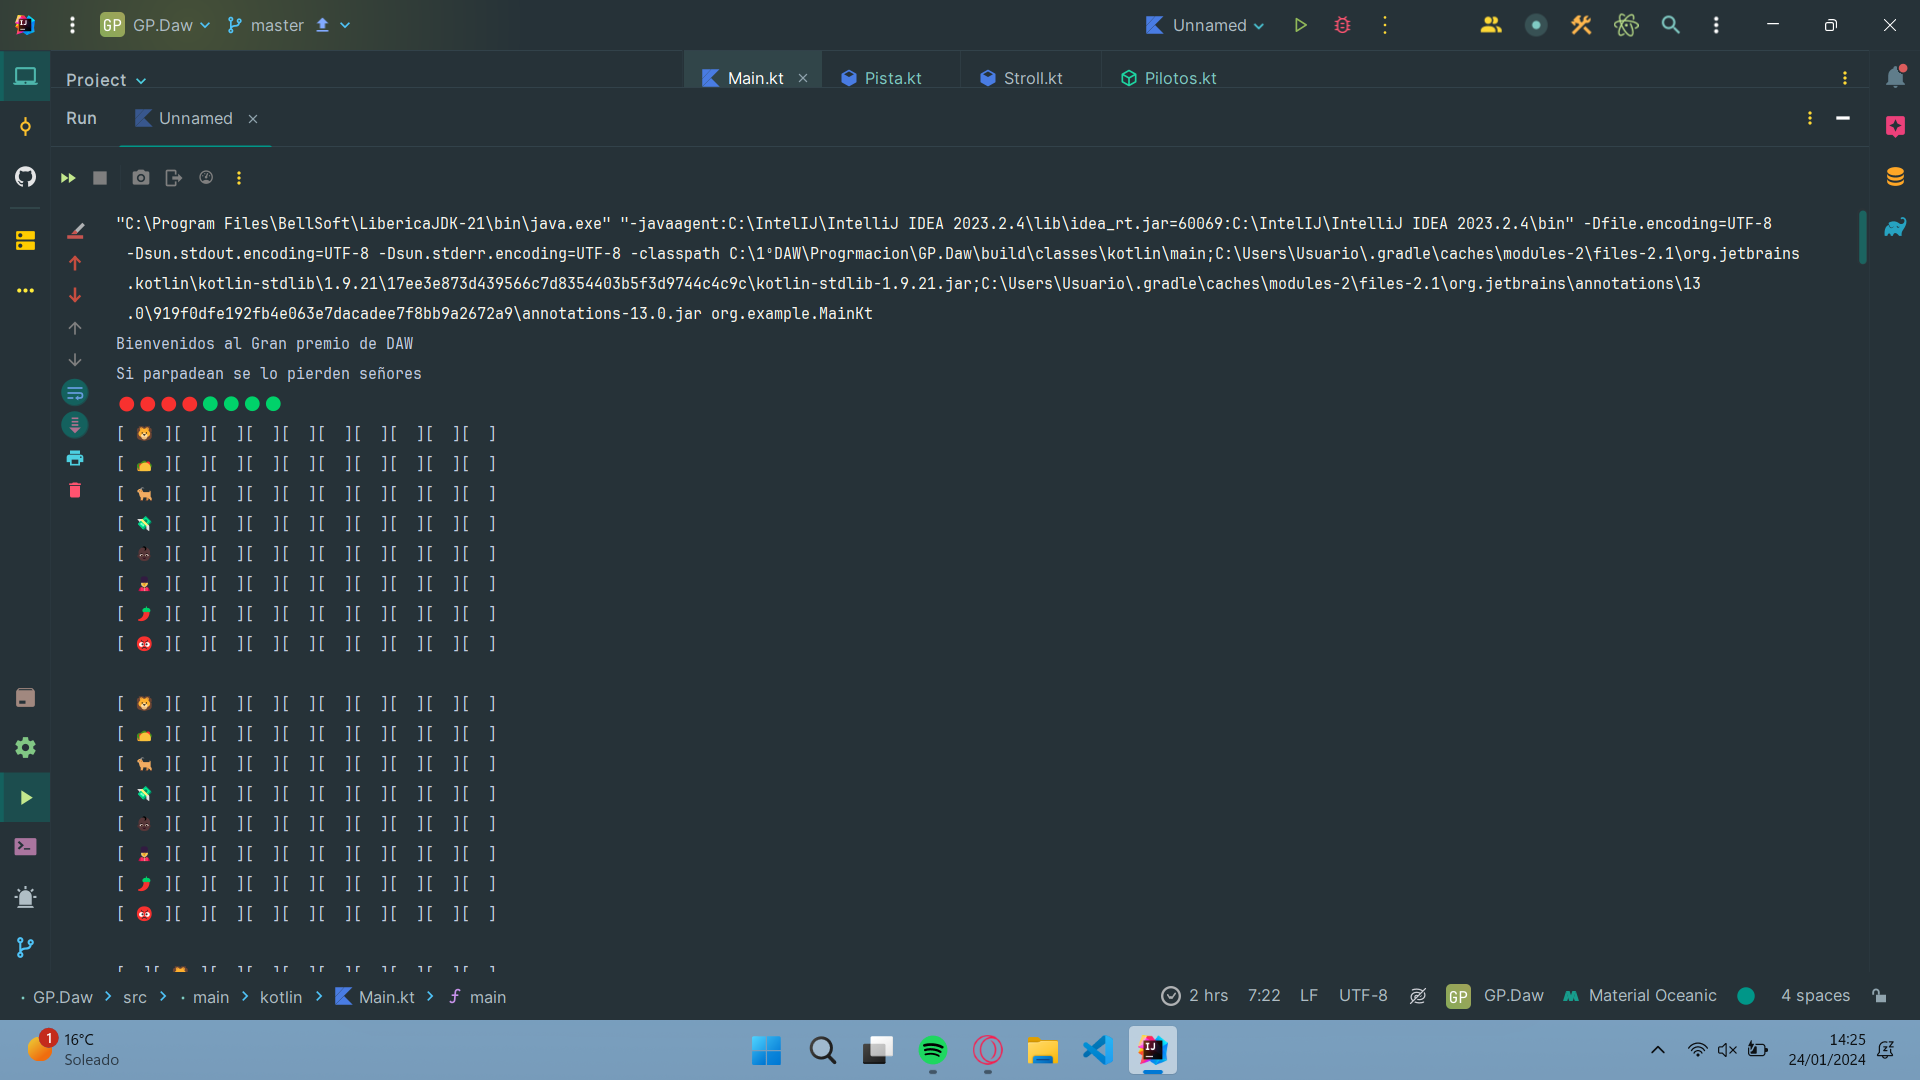 GP GP.Daw master Unnamed
Project Main.kt Pista.kt Stroll.kt Pilotos.kt
Run Unnamed
"C:\Program Files\BellSoft\LibericaJDK-21\bin\java.exe" "-javaagent:C:\IntelIJ\IntelliJ IDEA 2023.2.4\lib\idea_rt.jar=60069:C:\IntelIJ\IntelliJ IDEA 2023.2.4\bin" -Dfile.encoding=UTF-8
-Dsun.stdout.encoding=UTF-8 -Dsun.stderr.encoding=UTF-8 -classpath C:\1ºDAW\Progrmacion\GP.Daw\build\classes\kotlin\main;C:\Users\Usuario\.gradle\caches\modules-2\files-2.1\org.jetbrains
.kotlin\kotlin-stdlib\1.9.21\17ee3e873d439566c7d8354403b5f3d9744c4c9c\kotlin-stdlib-1.9.21.jar;C:\Users\Usuario\.gradle\caches\modules-2\files-2.1\org.jetbrains\annotations\13
.0\919f0dfe192fb4e063e7dacadee7f8bb9a2672a9\annotations-13.0.jar org.example.MainKt
Bienvenidos al Gran premio de DAW
Si parpadean se lo pierden señores
🔴🔴🔴🔴🟢🟢🟢🟢
[ 🦁 ][  ][  ][  ][  ][  ][  ][  ][  ][  ]
[ 🌮 ][  ][  ][  ][  ][  ][  ][  ][  ][  ]
[ 🐐 ][  ][  ][  ][  ][  ][  ][  ][  ][  ]
[ 💸 ][  ][  ][  ][  ][  ][  ][  ][  ][  ]
[ 👨🏿‍🦲 ][  ][  ][  ][  ][  ][  ][  ][  ][  ]
[ 💂🏻 ][  ][  ][  ][  ][  ][  ][  ][  ][  ]
[ 🌶️ ][  ][  ][  ][  ][  ][  ][  ][  ][  ]
[ 😡 ][  ][  ][  ][  ][  ][  ][  ][  ][  ]
[ 🦁 ][  ][  ][  ][  ][  ][  ][  ][  ][  ]
[ 🌮 ][  ][  ][  ][  ][  ][  ][  ][  ][  ]
[ 🐐 ][  ][  ][  ][  ][  ][  ][  ][  ][  ]
[ 💸 ][  ][  ][  ][  ][  ][  ][  ][  ][  ]
[ 👨🏿‍🦲 ][  ][  ][  ][  ][  ][  ][  ][  ][  ]
[ 💂🏻 ][  ][  ][  ][  ][  ][  ][  ][  ][  ]
[ 🌶️ ][  ][  ][  ][  ][  ][  ][  ][  ][  ]
[ 😡 ][  ][  ][  ][  ][  ][  ][  ][  ][  ]
[  ][ 🦁 ][  ][  ][  ][  ][  ][  ][  ][  ]
GP.Daw > src > main > kotlin > Main.kt > main 2 hrs 7:22 LF UTF-8 GP GP.Daw Material Oceanic 4 spaces
1 16°C 14:25
Soleado 24/01/2024